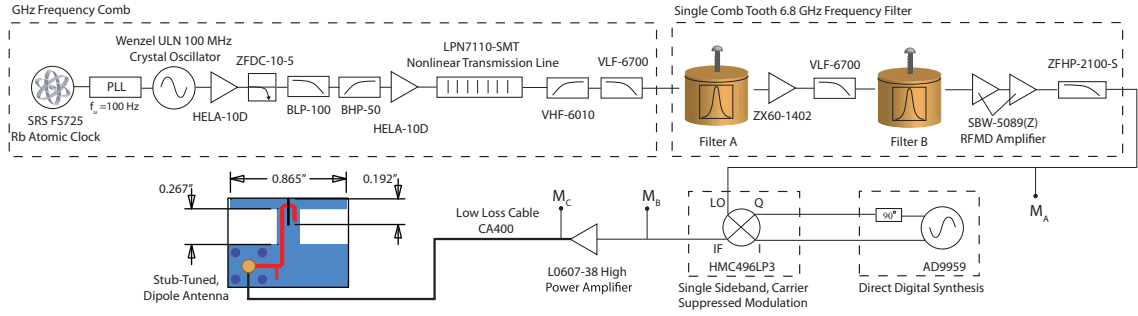 GHz Frequency Comb
Single Comb Tooth 6.8 GHz Frequency Filter
Wenzel ULN 100 MHz
Crystal Oscillator
ZFDC-10-5
LPN7110-SMT
Nonlinear Transmission Line
VLF-6700
VLF-6700
ZFHP-2100-S
PLL
fu =100 Hz
SRS FS725
Rb Atomic Clock
HELA-10D
BLP-100
BHP-50
HELA-10D
VHF-6010
Filter A
ZX60-1402
Filter B
SBW-5089(Z)
RFMD Amplifier
0.865”
0.192”
0.267”
Stub-Tuned,
Dipole Antenna
Low Loss Cable
CA400
MC
MB
MA
L0607-38 High
Power Amplifier
LO
Q
IF
I
HMC496LP3
Single Sideband, Carrier
Suppressed Modulation
90°
AD9959
Direct Digital Synthesis